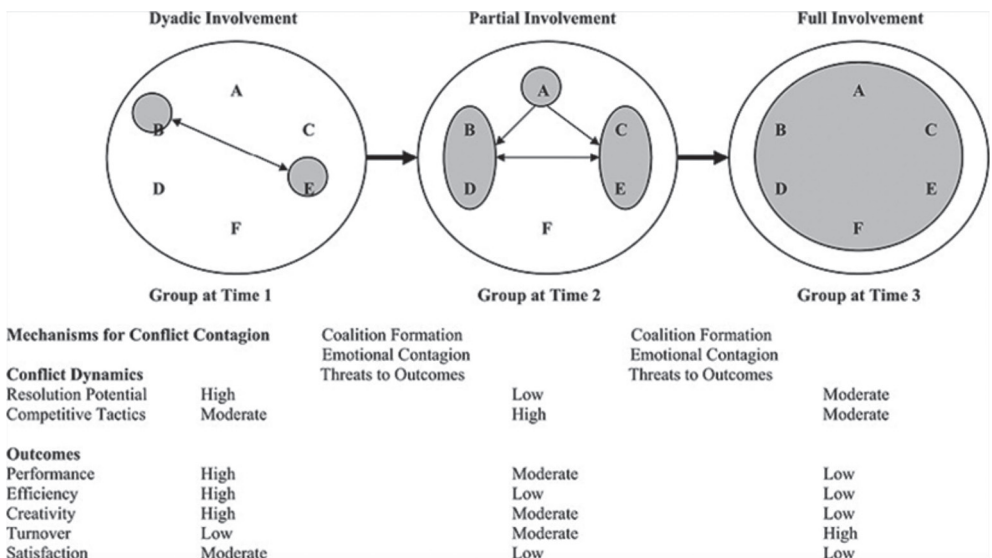 Dyadic Involvement Partial Involvement Full Involvement
A A A
B C B C B C
D E D E D E
F F F
Group at Time 1 Group at Time 2 Group at Time 3
Mechanisms for Conflict Contagion Coalition Formation Coalition Formation
Emotional Contagion Emotional Contagion
Conflict Dynamics Threats to Outcomes Threats to Outcomes
Resolution Potential High Low Moderate
Competitive Tactics Moderate High Moderate
Outcomes
Performance High Moderate Low
Efficiency High Low Low
Creativity High Moderate Low
Turnover Low Moderate High
Satisfaction Moderate Low Low